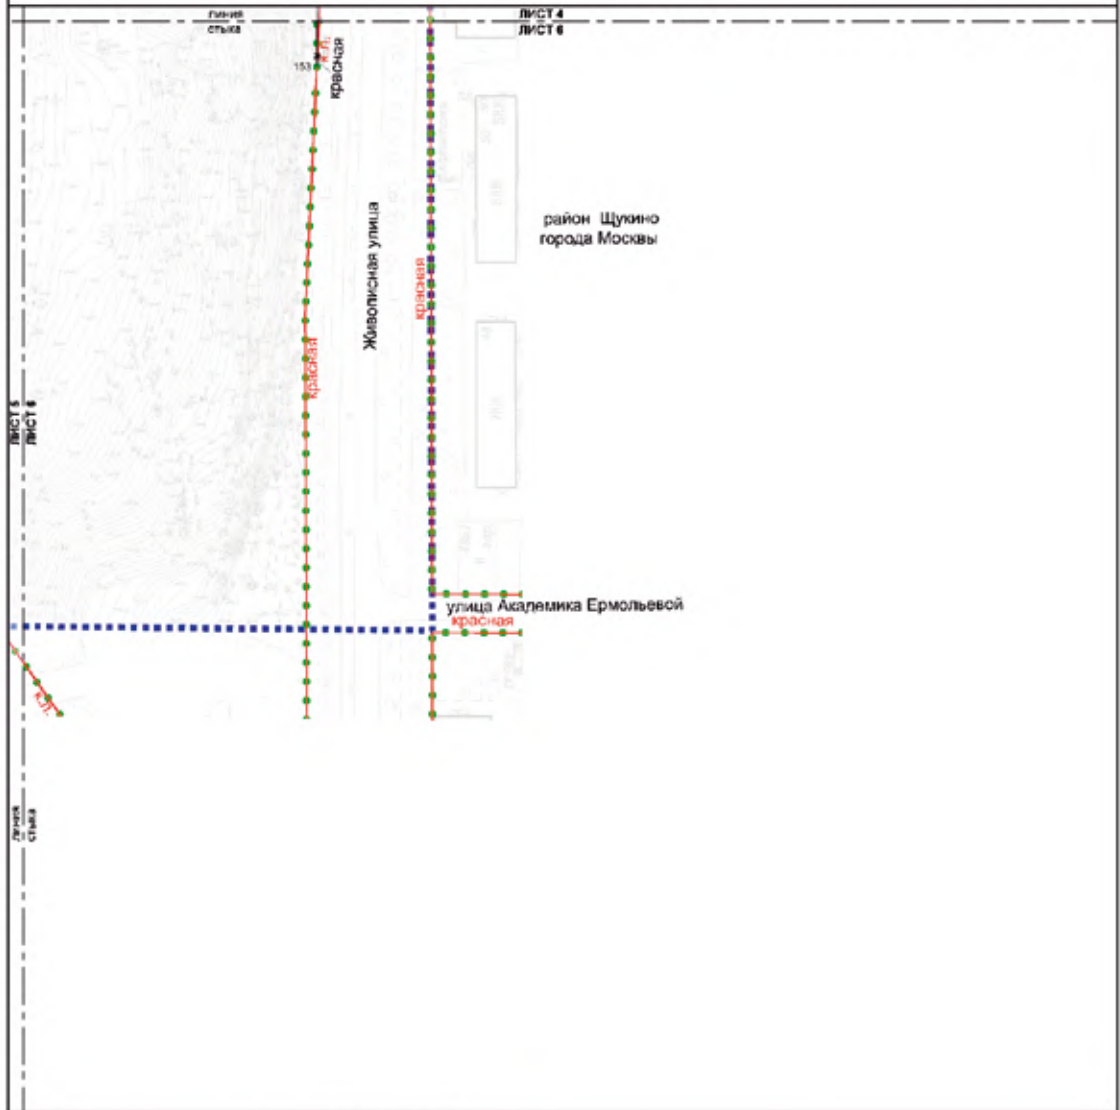 линия
стыка
ЛИСТ 4
ЛИСТ 6
153
к.л.
красная
район Щукино
города Москвы
Живописная улица
красная
красная
ЛИСТ 5
ЛИСТ 6
улица Академика Ермольевой
красная
к.л.
линия
стыка